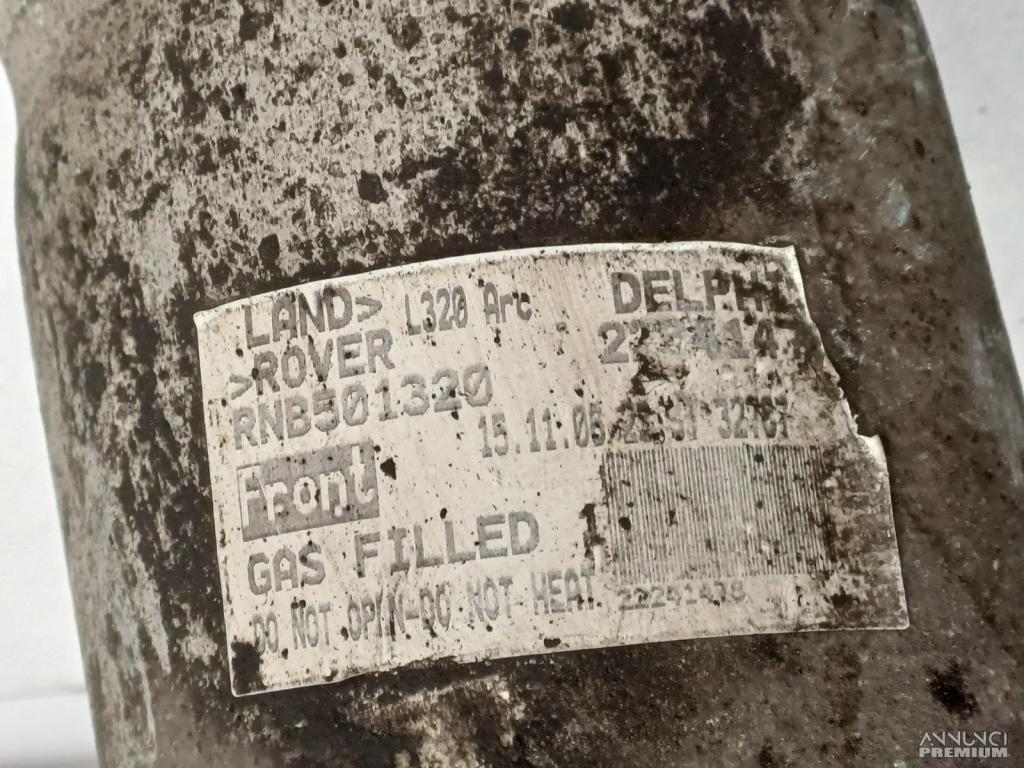 LAND> L320 Arc DELPHI
>ROVER
RNB501320
15.11.05
Front
GAS FILLED 1
DO NOT OPEN-DO NOT HEAT
ANNUNCI
PREMIUM